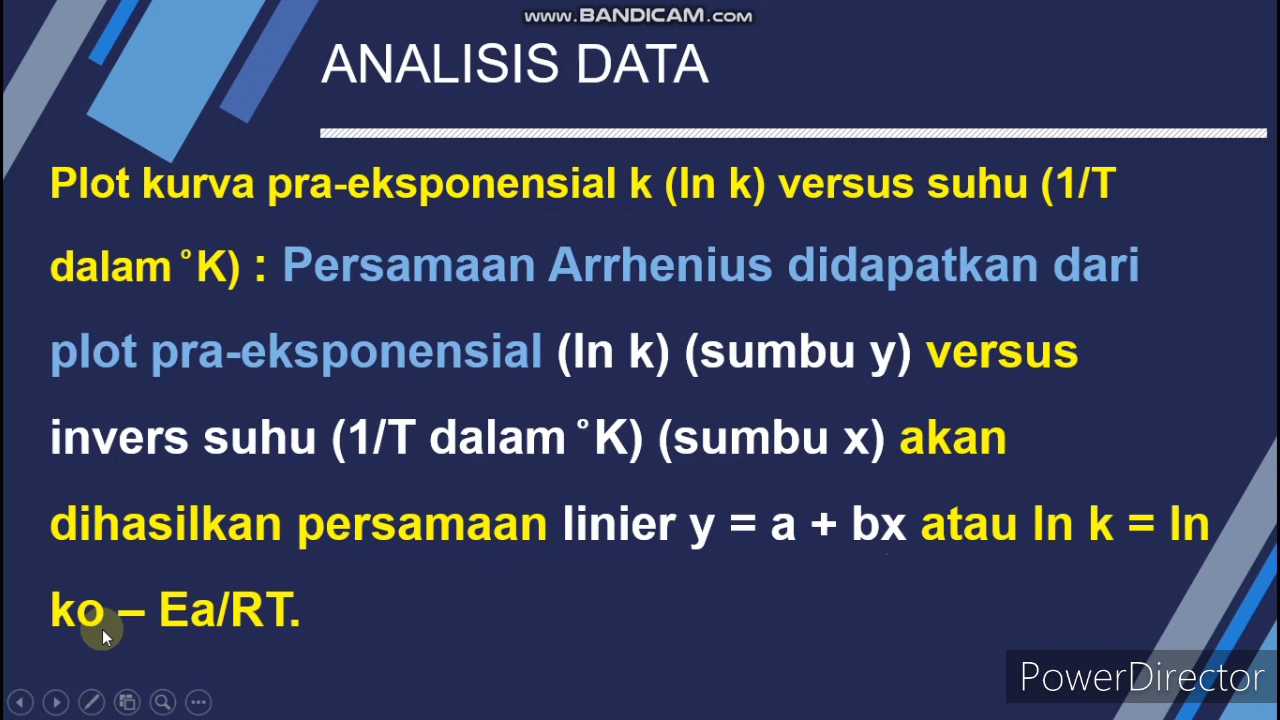 www.BANDICAM.com
ANALISIS DATA
Plot kurva pra-eksponensial k (ln k) versus suhu (1/T
dalam °K) : Persamaan Arrhenius didapatkan dari
plot pra-eksponensial (ln k) (sumbu y) versus
invers suhu (1/T dalam °K) (sumbu x) akan
dihasilkan persamaan linier y = a + bx atau ln k = ln
ko – Ea/RT.
PowerDirector